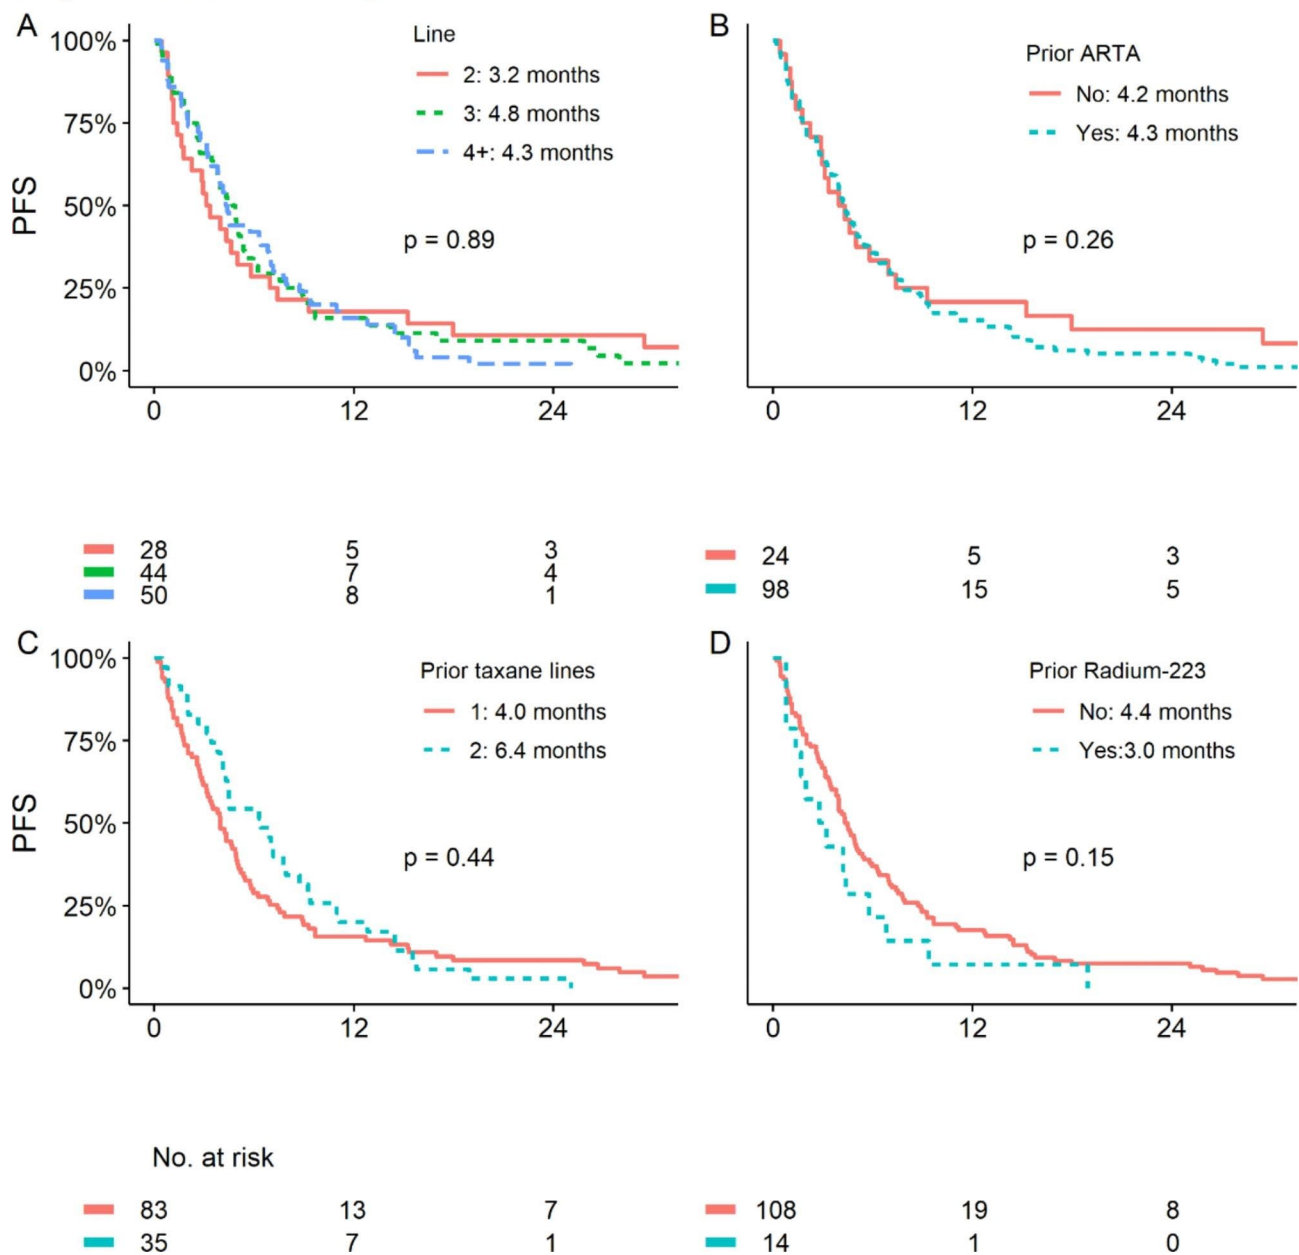 A
Line
2: 3.2 months
3: 4.8 months
4+: 4.3 months
p = 0.89
PFS
100%
75%
50%
25%
0%
0 12 24
28 5 3
44 7 4
50 8 1
B
Prior ARTA
No: 4.2 months
Yes: 4.3 months
p = 0.26
0 12 24
24 5 3
98 15 5
C
Prior taxane lines
1: 4.0 months
2: 6.4 months
p = 0.44
PFS
100%
75%
50%
25%
0%
0 12 24
No. at risk
83 13 7
35 7 1
D
Prior Radium-223
No: 4.4 months
Yes:3.0 months
p = 0.15
0 12 24
108 19 8
14 1 0